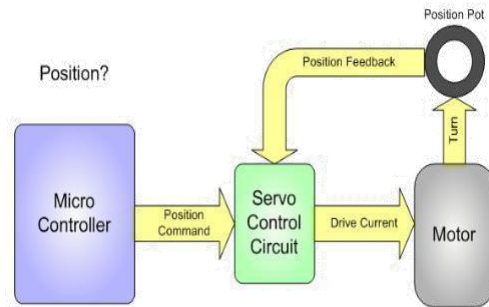 Position Pot
Position?
Position Feedback
Turn
Micro
Controller
Position
Command
Servo
Control
Circuit
Drive Current
Motor